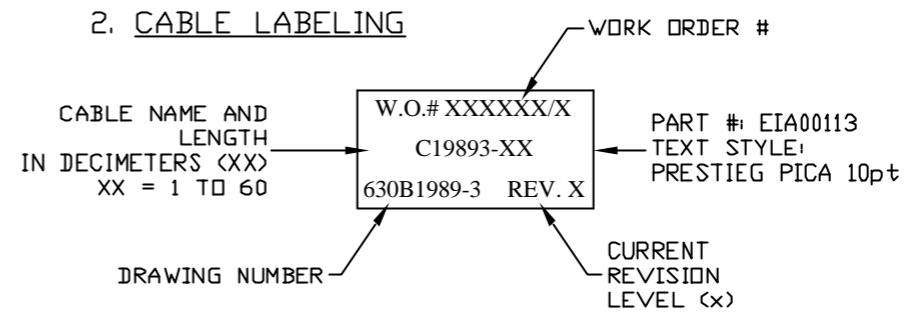 2. CABLE LABELING
WORK ORDER #
CABLE NAME AND
LENGTH
IN DECIMETERS (XX)
XX = 1 TO 60
W.O.# XXXXXX/X
C19893-XX
630B1989-3 REV. X
PART #: EIA00113
TEXT STYLE:
PRESTIEG PICA 10pt
DRAWING NUMBER
CURRENT
REVISION
LEVEL (x)